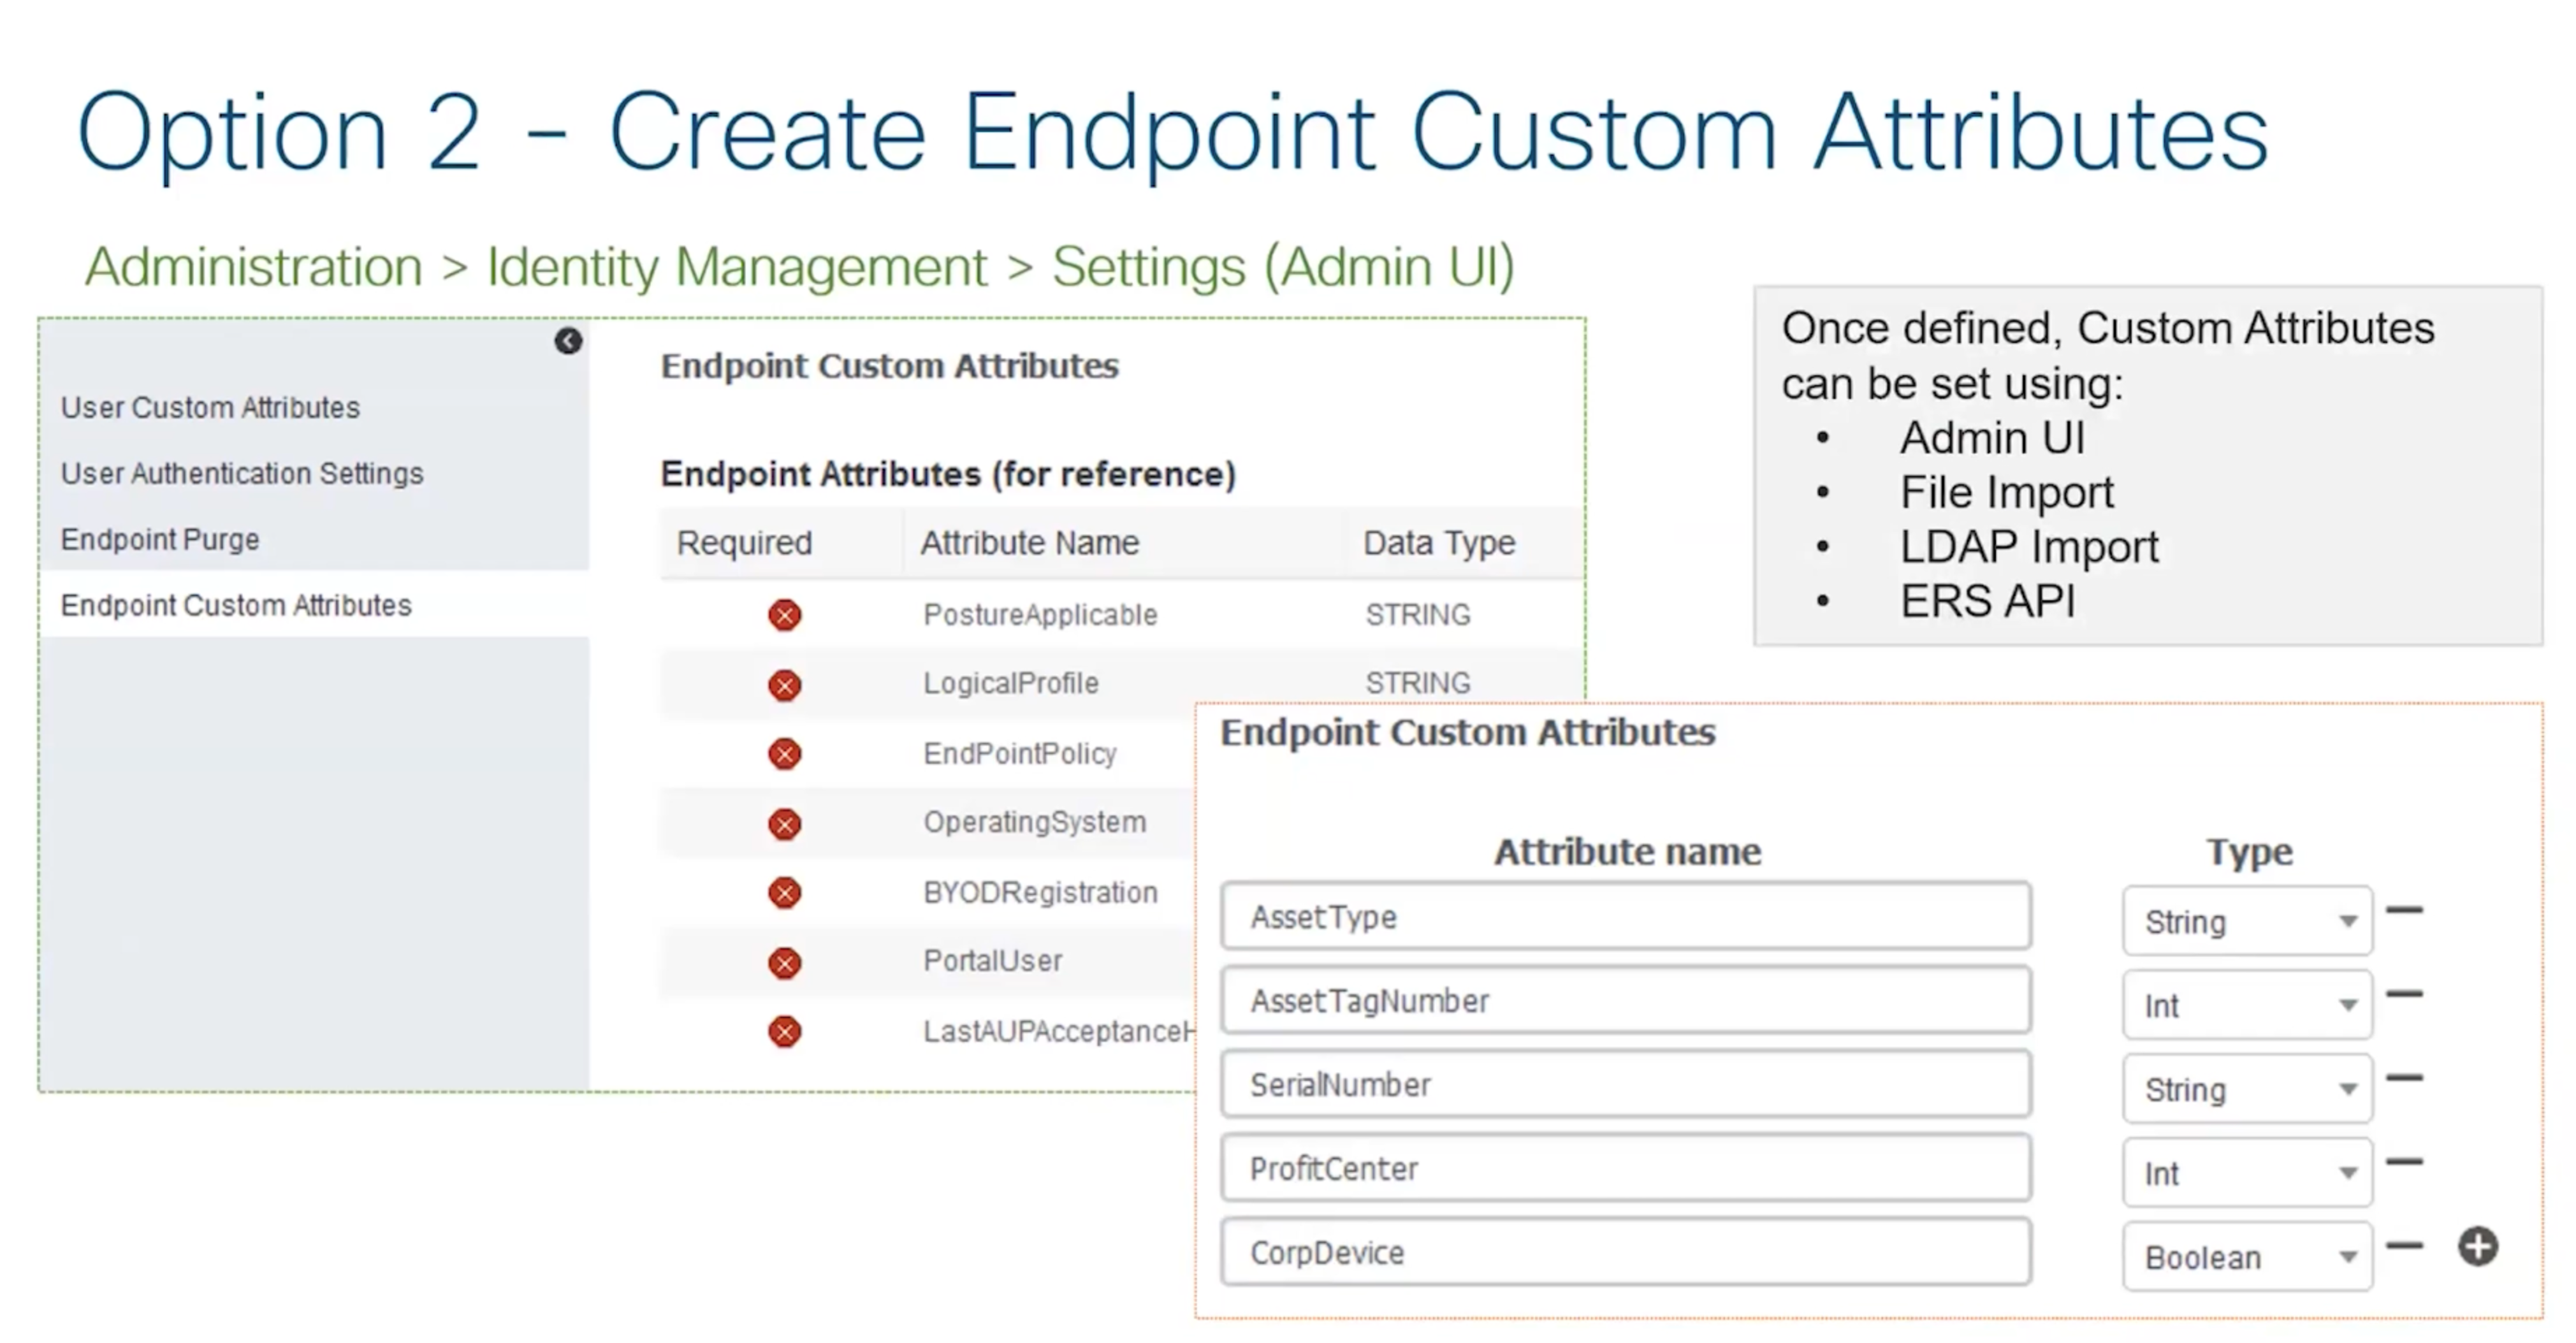 Option 2 - Create Endpoint Custom Attributes
Administration > Identity Management > Settings (Admin UI)
User Custom Attributes
User Authentication Settings
Endpoint Purge
Endpoint Custom Attributes
Endpoint Custom Attributes
Endpoint Attributes (for reference)
Required Attribute Name Data Type
PostureApplicable STRING
LogicalProfile STRING
EndPointPolicy
OperatingSystem
BYODRegistration
PortalUser
Once defined, Custom Attributes
can be set using:
• Admin UI
• File Import
• LDAP Import
• ERS API
Endpoint Custom Attributes
Attribute name Type
AssetType String
AssetTagNumber Int
SerialNumber String
ProfitCenter Int
CorpDevice Boolean